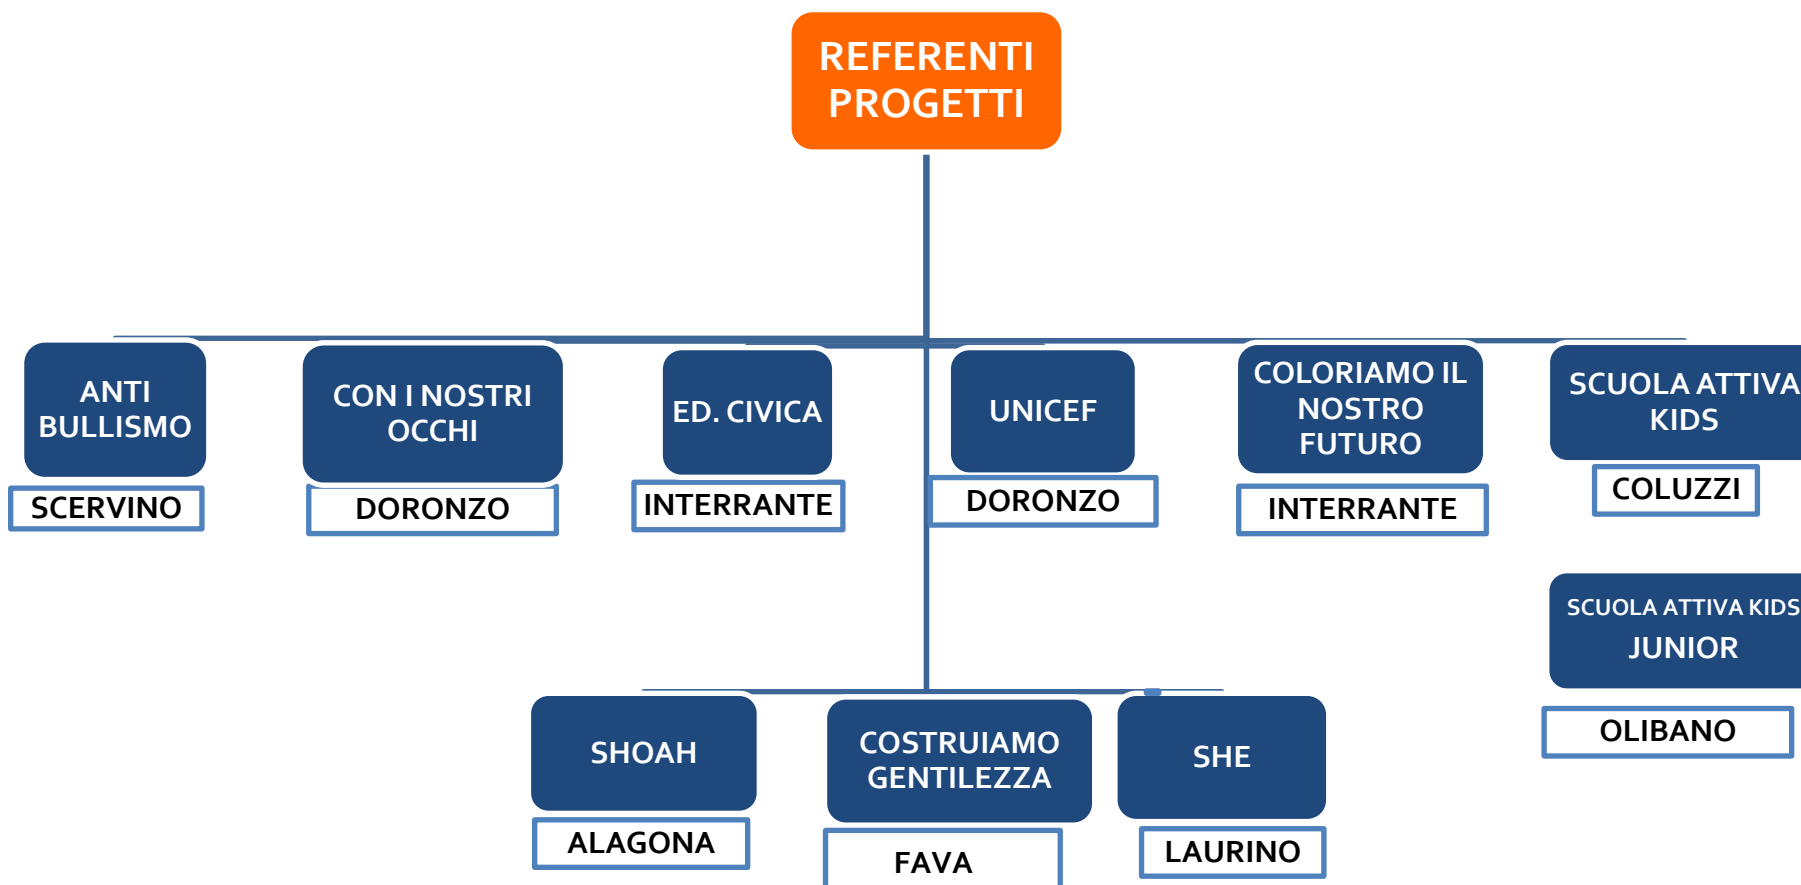 REFERENTI
PROGETTI
ANTI
BULLISMO
SCERVINO
CON I NOSTRI
OCCHI
DORONZO
ED. CIVICA
INTERRANTE
UNICEF
DORONZO
COLORIAMO IL
NOSTRO
FUTURO
INTERRANTE
SCUOLA ATTIVA
KIDS
COLUZZI
SCUOLA ATTIVA KIDS
JUNIOR
OLIBANO
SHOAH
ALAGONA
COSTRUIAMO
GENTILEZZA
FAVA
SHE
LAURINO